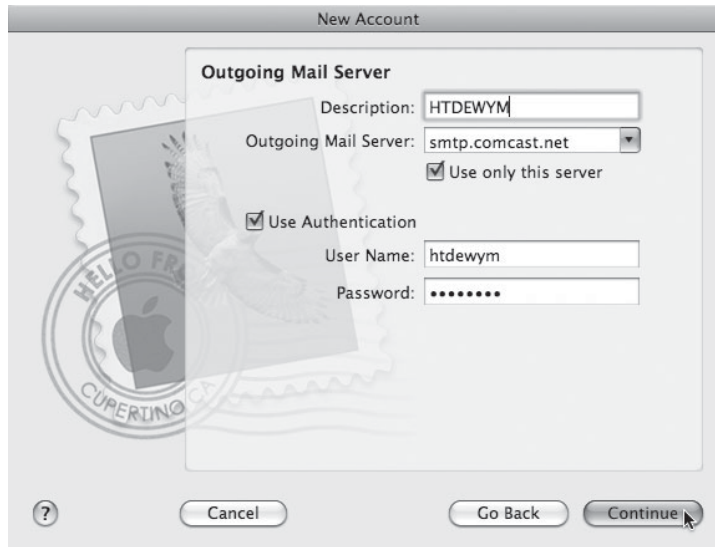 New Account
Outgoing Mail Server
Description: HTDEWYM
Outgoing Mail Server: smtp.comcast.net
Use only this server
Use Authentication
User Name: htdewym
Password: ••••••••
HELLO FR
CUPERTINO CA
? Cancel Go Back Continue